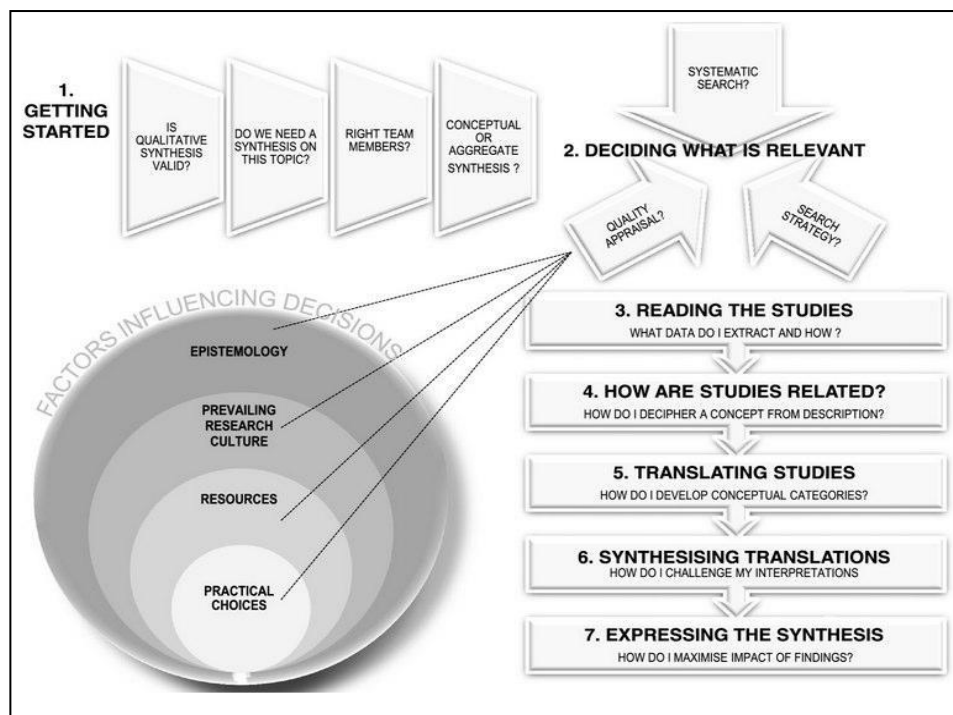 1.
GETTING
STARTED
IS
QUALITATIVE
SYNTHESIS
VALID?
DO WE NEED A
SYNTHESIS ON
THIS TOPIC?
RIGHT TEAM
MEMBERS?
CONCEPTUAL
OR
AGGREGATE
SYNTHESIS ?
SYSTEMATIC
SEARCH?
2. DECIDING WHAT IS RELEVANT
QUALITY
APPRAISAL?
SEARCH
STRATEGY?
3. READING THE STUDIES
WHAT DATA DO I EXTRACT AND HOW ?
4. HOW ARE STUDIES RELATED?
HOW DO I DECIPHER A CONCEPT FROM DESCRIPTION?
5. TRANSLATING STUDIES
HOW DO I DEVELOP CONCEPTUAL CATEGORIES?
6. SYNTHESISING TRANSLATIONS
HOW DO I CHALLENGE MY INTERPRETATIONS
7. EXPRESSING THE SYNTHESIS
HOW DO I MAXIMISE IMPACT OF FINDINGS?
FACTORS INFLUENCING DECISIONS
EPISTEMOLOGY
PREVAILING
RESEARCH
CULTURE
RESOURCES
PRACTICAL
CHOICES